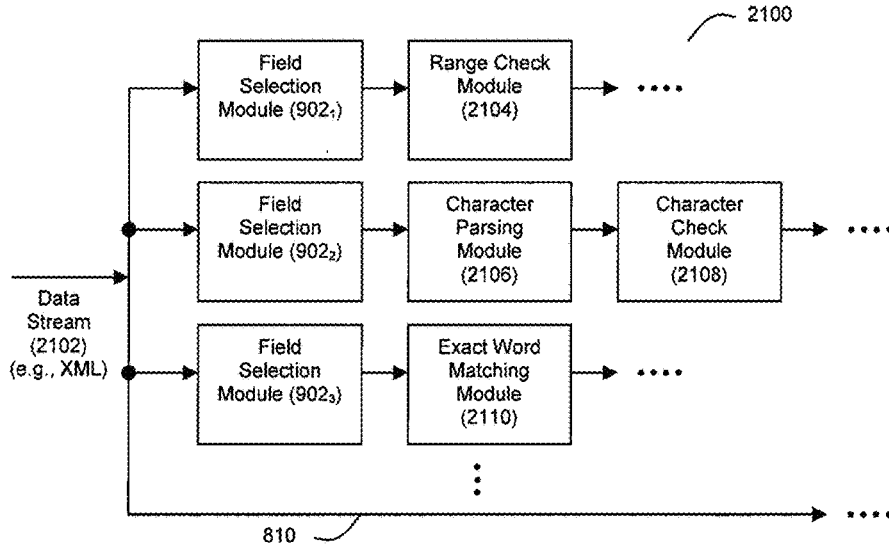 2100
Field
Selection
Module (902₁)
Range Check
Module
(2104)
Field
Selection
Module (902₂)
Character
Parsing
Module
(2106)
Character
Check
Module
(2108)
Data
Stream
(2102)
(e.g., XML)
Field
Selection
Module (902₃)
Exact Word
Matching
Module
(2110)
810